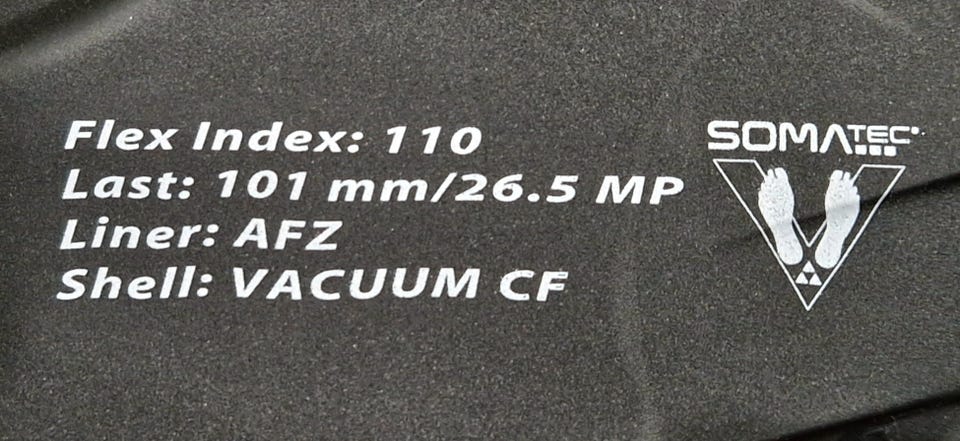 Flex Index: 110
Last: 101 mm/26.5 MP
Liner: AFZ
Shell: VACUUM CF
SOMATEC